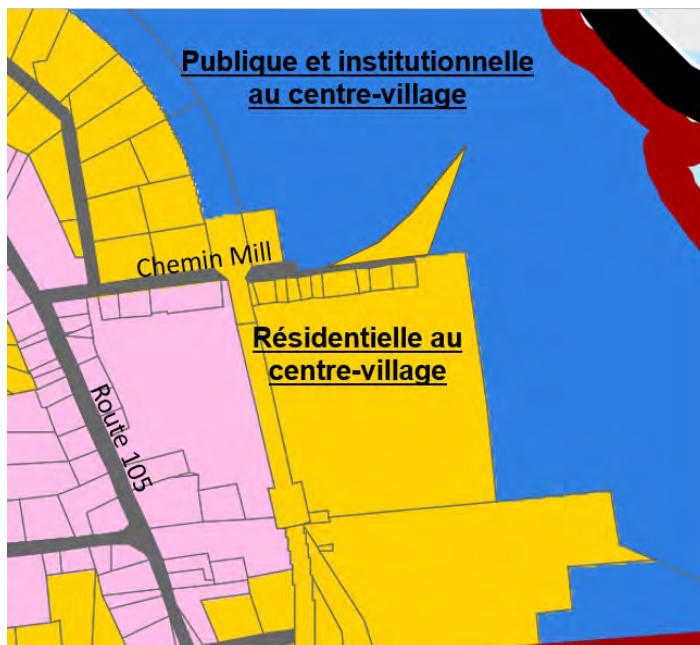 Publique et institutionnelle
au centre-village
Chemin Mill
Résidentielle au
centre-village
Route 105